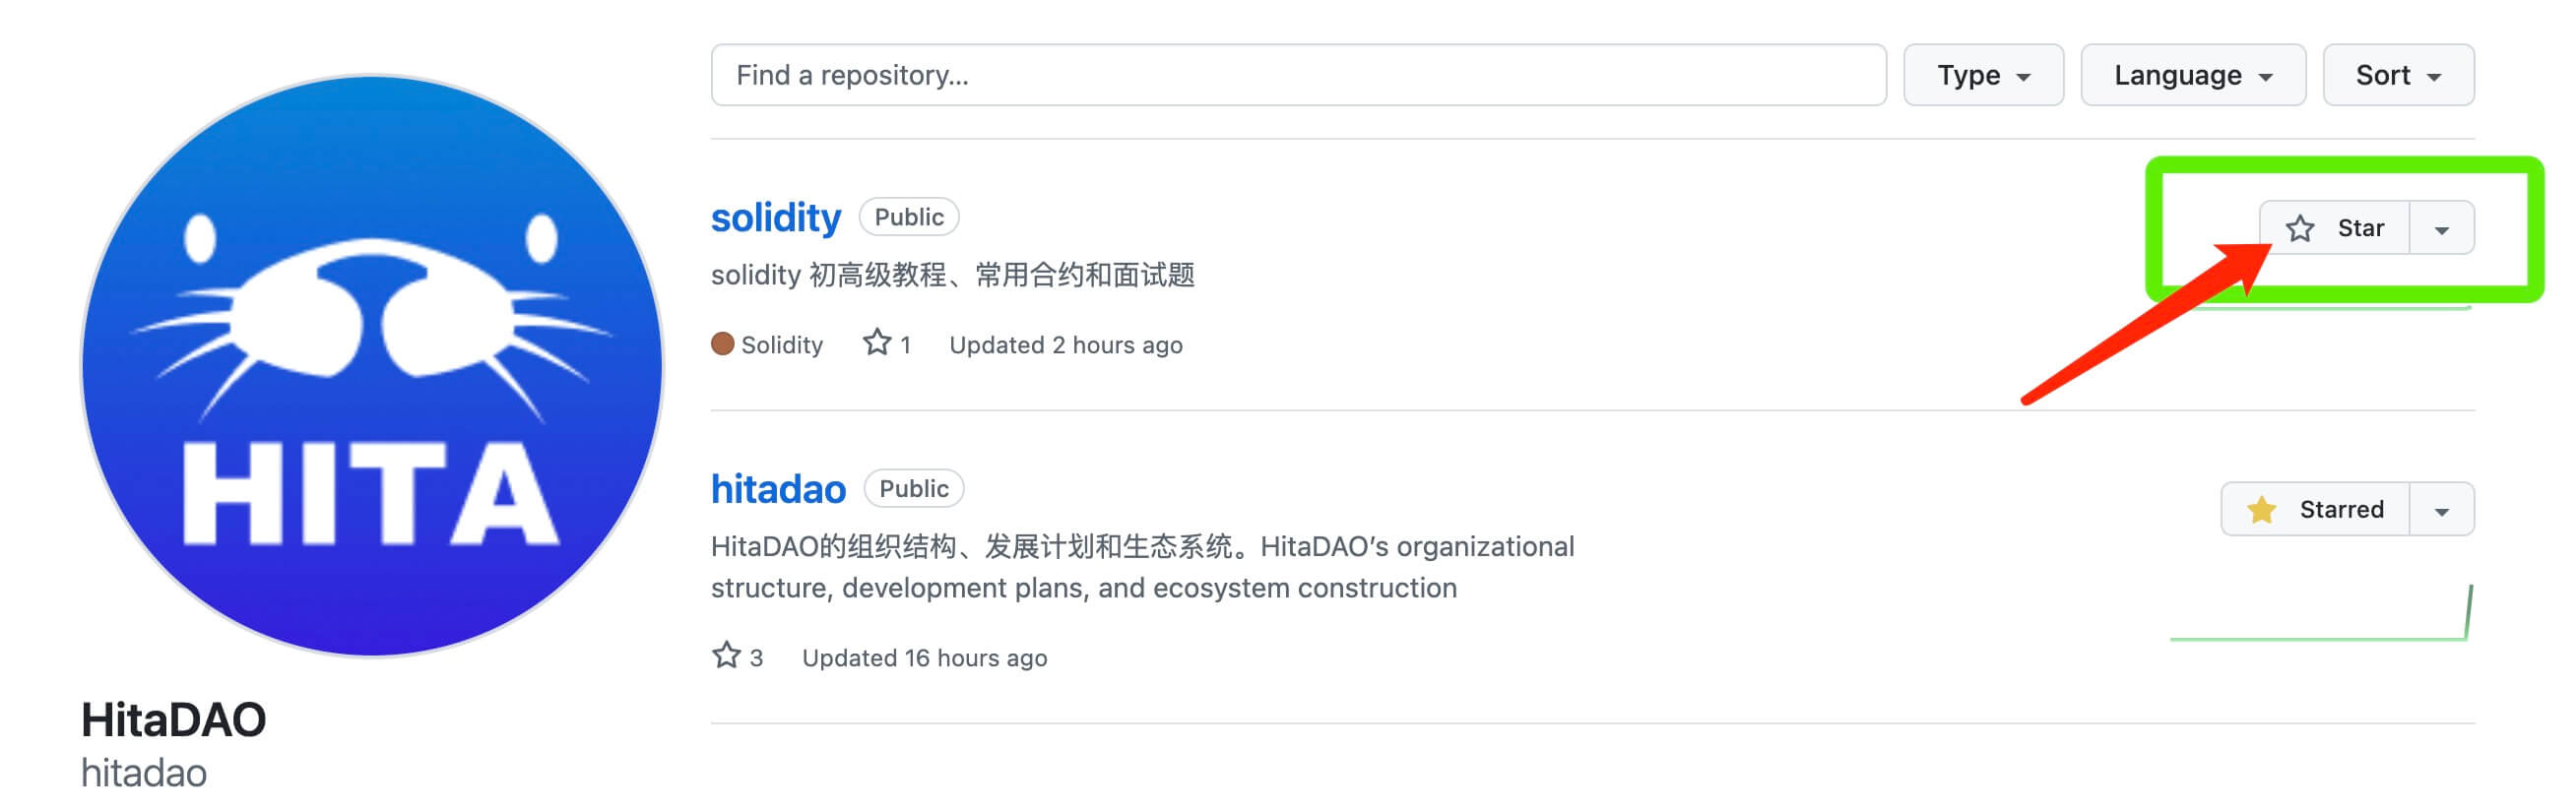 HITA
HitaDAO
hitadao
Find a repository...
Type
Language
Sort
solidity Public
Star
solidity 初高级教程、常用合约和面试题
Solidity 1 Updated 2 hours ago
hitadao Public
Starred
HitaDAO的组织结构、发展计划和生态系统。HitaDAO’s organizational
structure, development plans, and ecosystem construction
3 Updated 16 hours ago